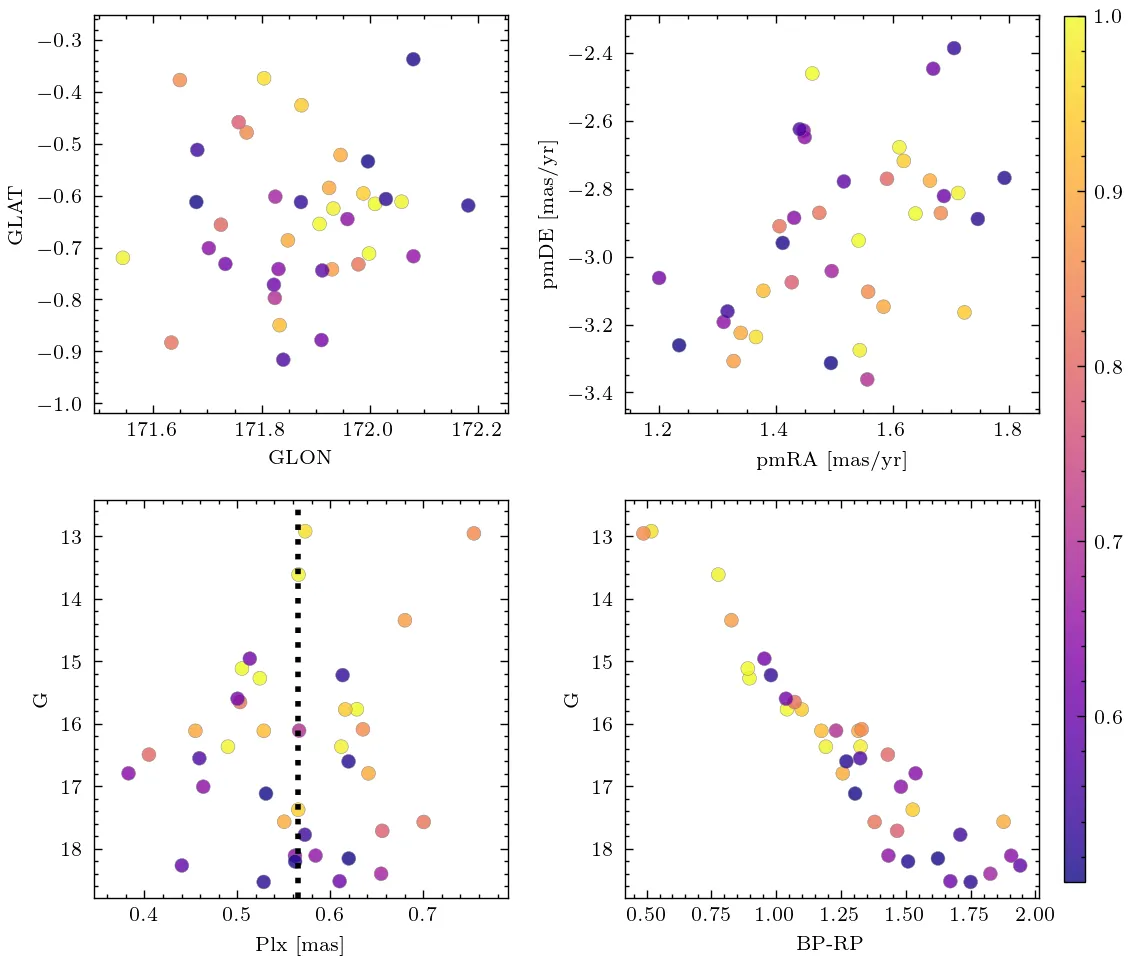 −0.3
−0.4
−0.5
−0.6
−0.7
−0.8
−0.9
−1.0
GLAT
171.6 171.8 172.0 172.2
GLON
−2.4
−2.6
−2.8
−3.0
−3.2
−3.4
pmDE [mas/yr]
1.2 1.4 1.6 1.8
pmRA [mas/yr]
13
14
15
16
17
18
G
0.4 0.5 0.6 0.7
Plx [mas]
13
14
15
16
17
18
G
0.50 0.75 1.00 1.25 1.50 1.75 2.00
BP-RP
1.0
0.9
0.8
0.7
0.6